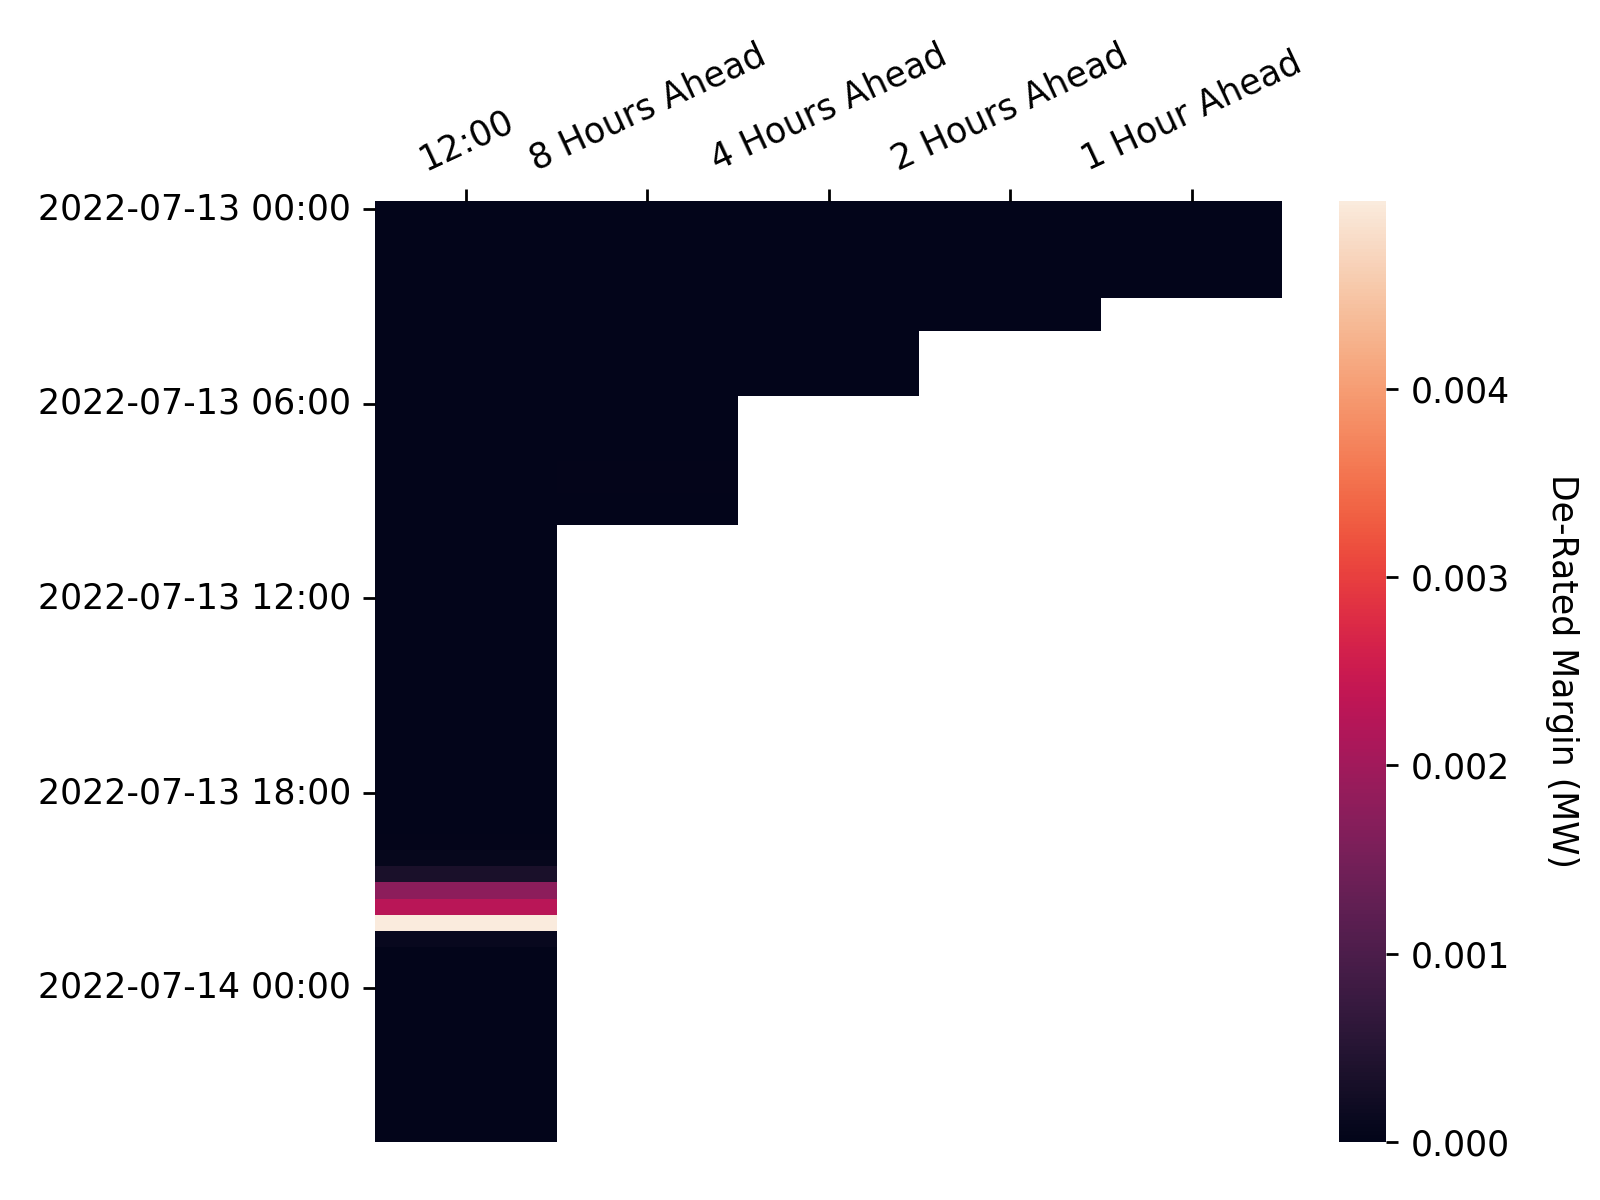 12:00
8 Hours Ahead
4 Hours Ahead
2 Hours Ahead
1 Hour Ahead
2022-07-13 00:00
2022-07-13 06:00
2022-07-13 12:00
2022-07-13 18:00
2022-07-14 00:00
0.004
0.003
0.002
0.001
0.000
De-Rated Margin (MW)